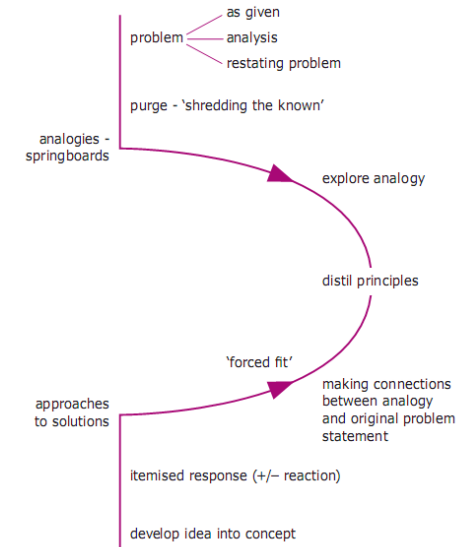 as given
problem
analysis
restating problem
purge - ‘shredding the known’
analogies -
springboards
explore analogy
distil principles
‘forced fit’
making connections
between analogy
and original problem
statement
approaches
to solutions
itemised response (+/– reaction)
develop idea into concept